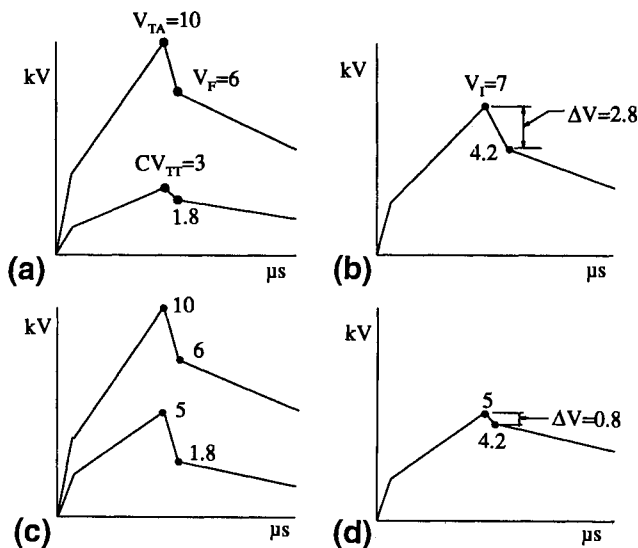 V_TA=10
kV
V_F=6
CV_TT=3
1.8
(a)
µs
kV
V_I=7
ΔV=2.8
4.2
(b)
µs
kV
10
6
5
1.8
(c)
µs
kV
5
ΔV=0.8
4.2
(d)
µs